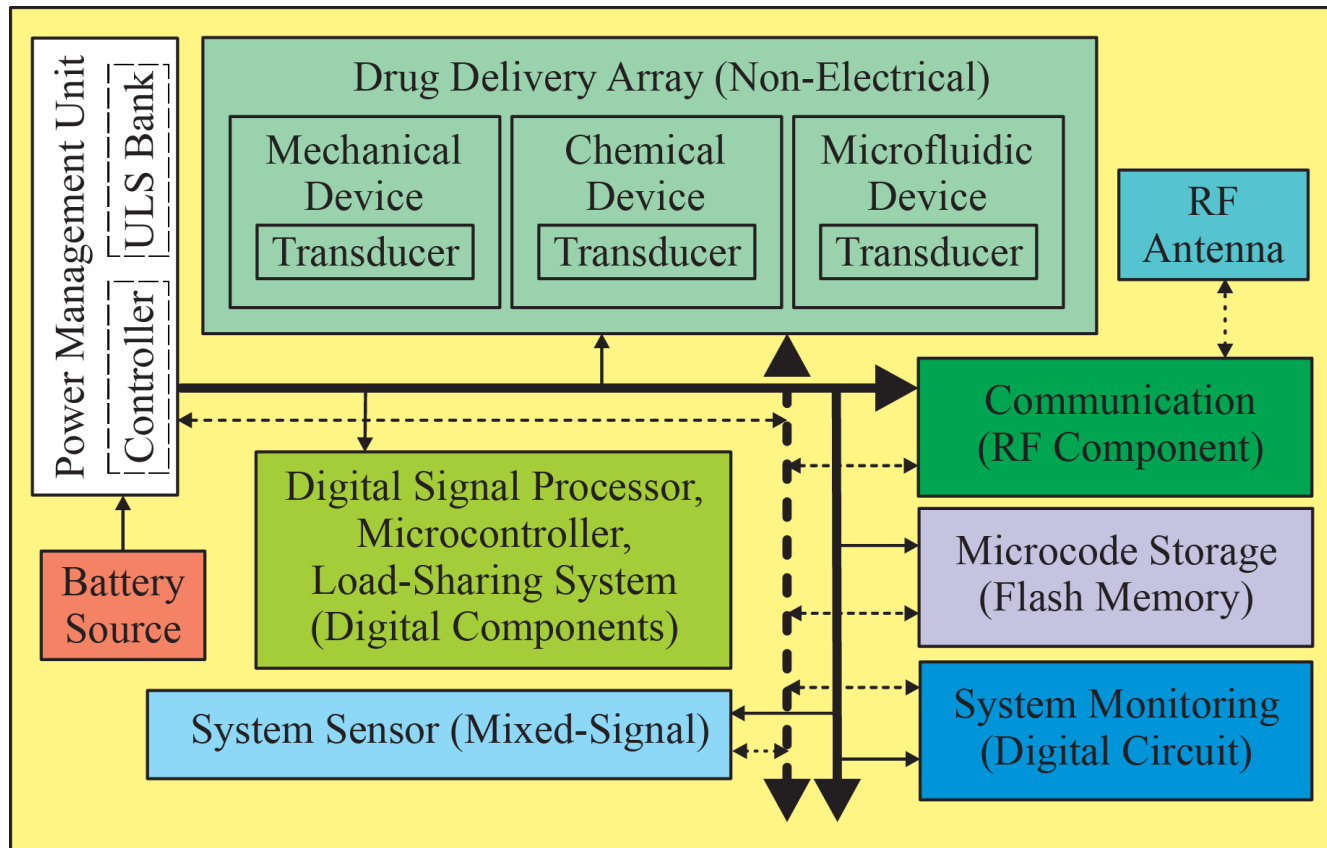 Power Management Unit
ULS Bank
Controller
Drug Delivery Array (Non-Electrical)
Mechanical
Device
Transducer
Chemical
Device
Transducer
Microfluidic
Device
Transducer
RF
Antenna
Communication
(RF Component)
Digital Signal Processor,
Microcontroller,
Load-Sharing System
(Digital Components)
Battery
Source
Microcode Storage
(Flash Memory)
System Sensor (Mixed-Signal)
System Monitoring
(Digital Circuit)